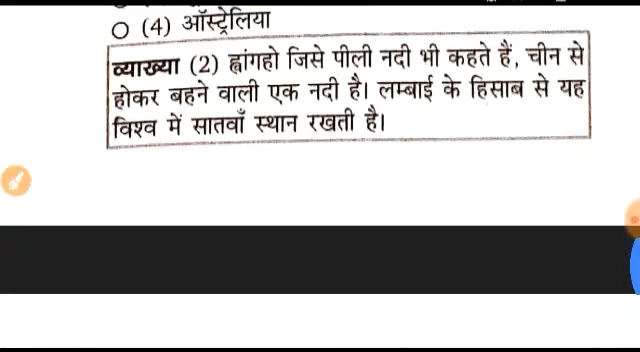 O (4) ऑस्ट्रेलिया
व्याख्या (2) ह्वांगहो जिसे पीली नदी भी कहते हैं, चीन से
होकर बहने वाली एक नदी है। लम्बाई के हिसाब से यह
विश्व में सातवाँ स्थान रखती है।